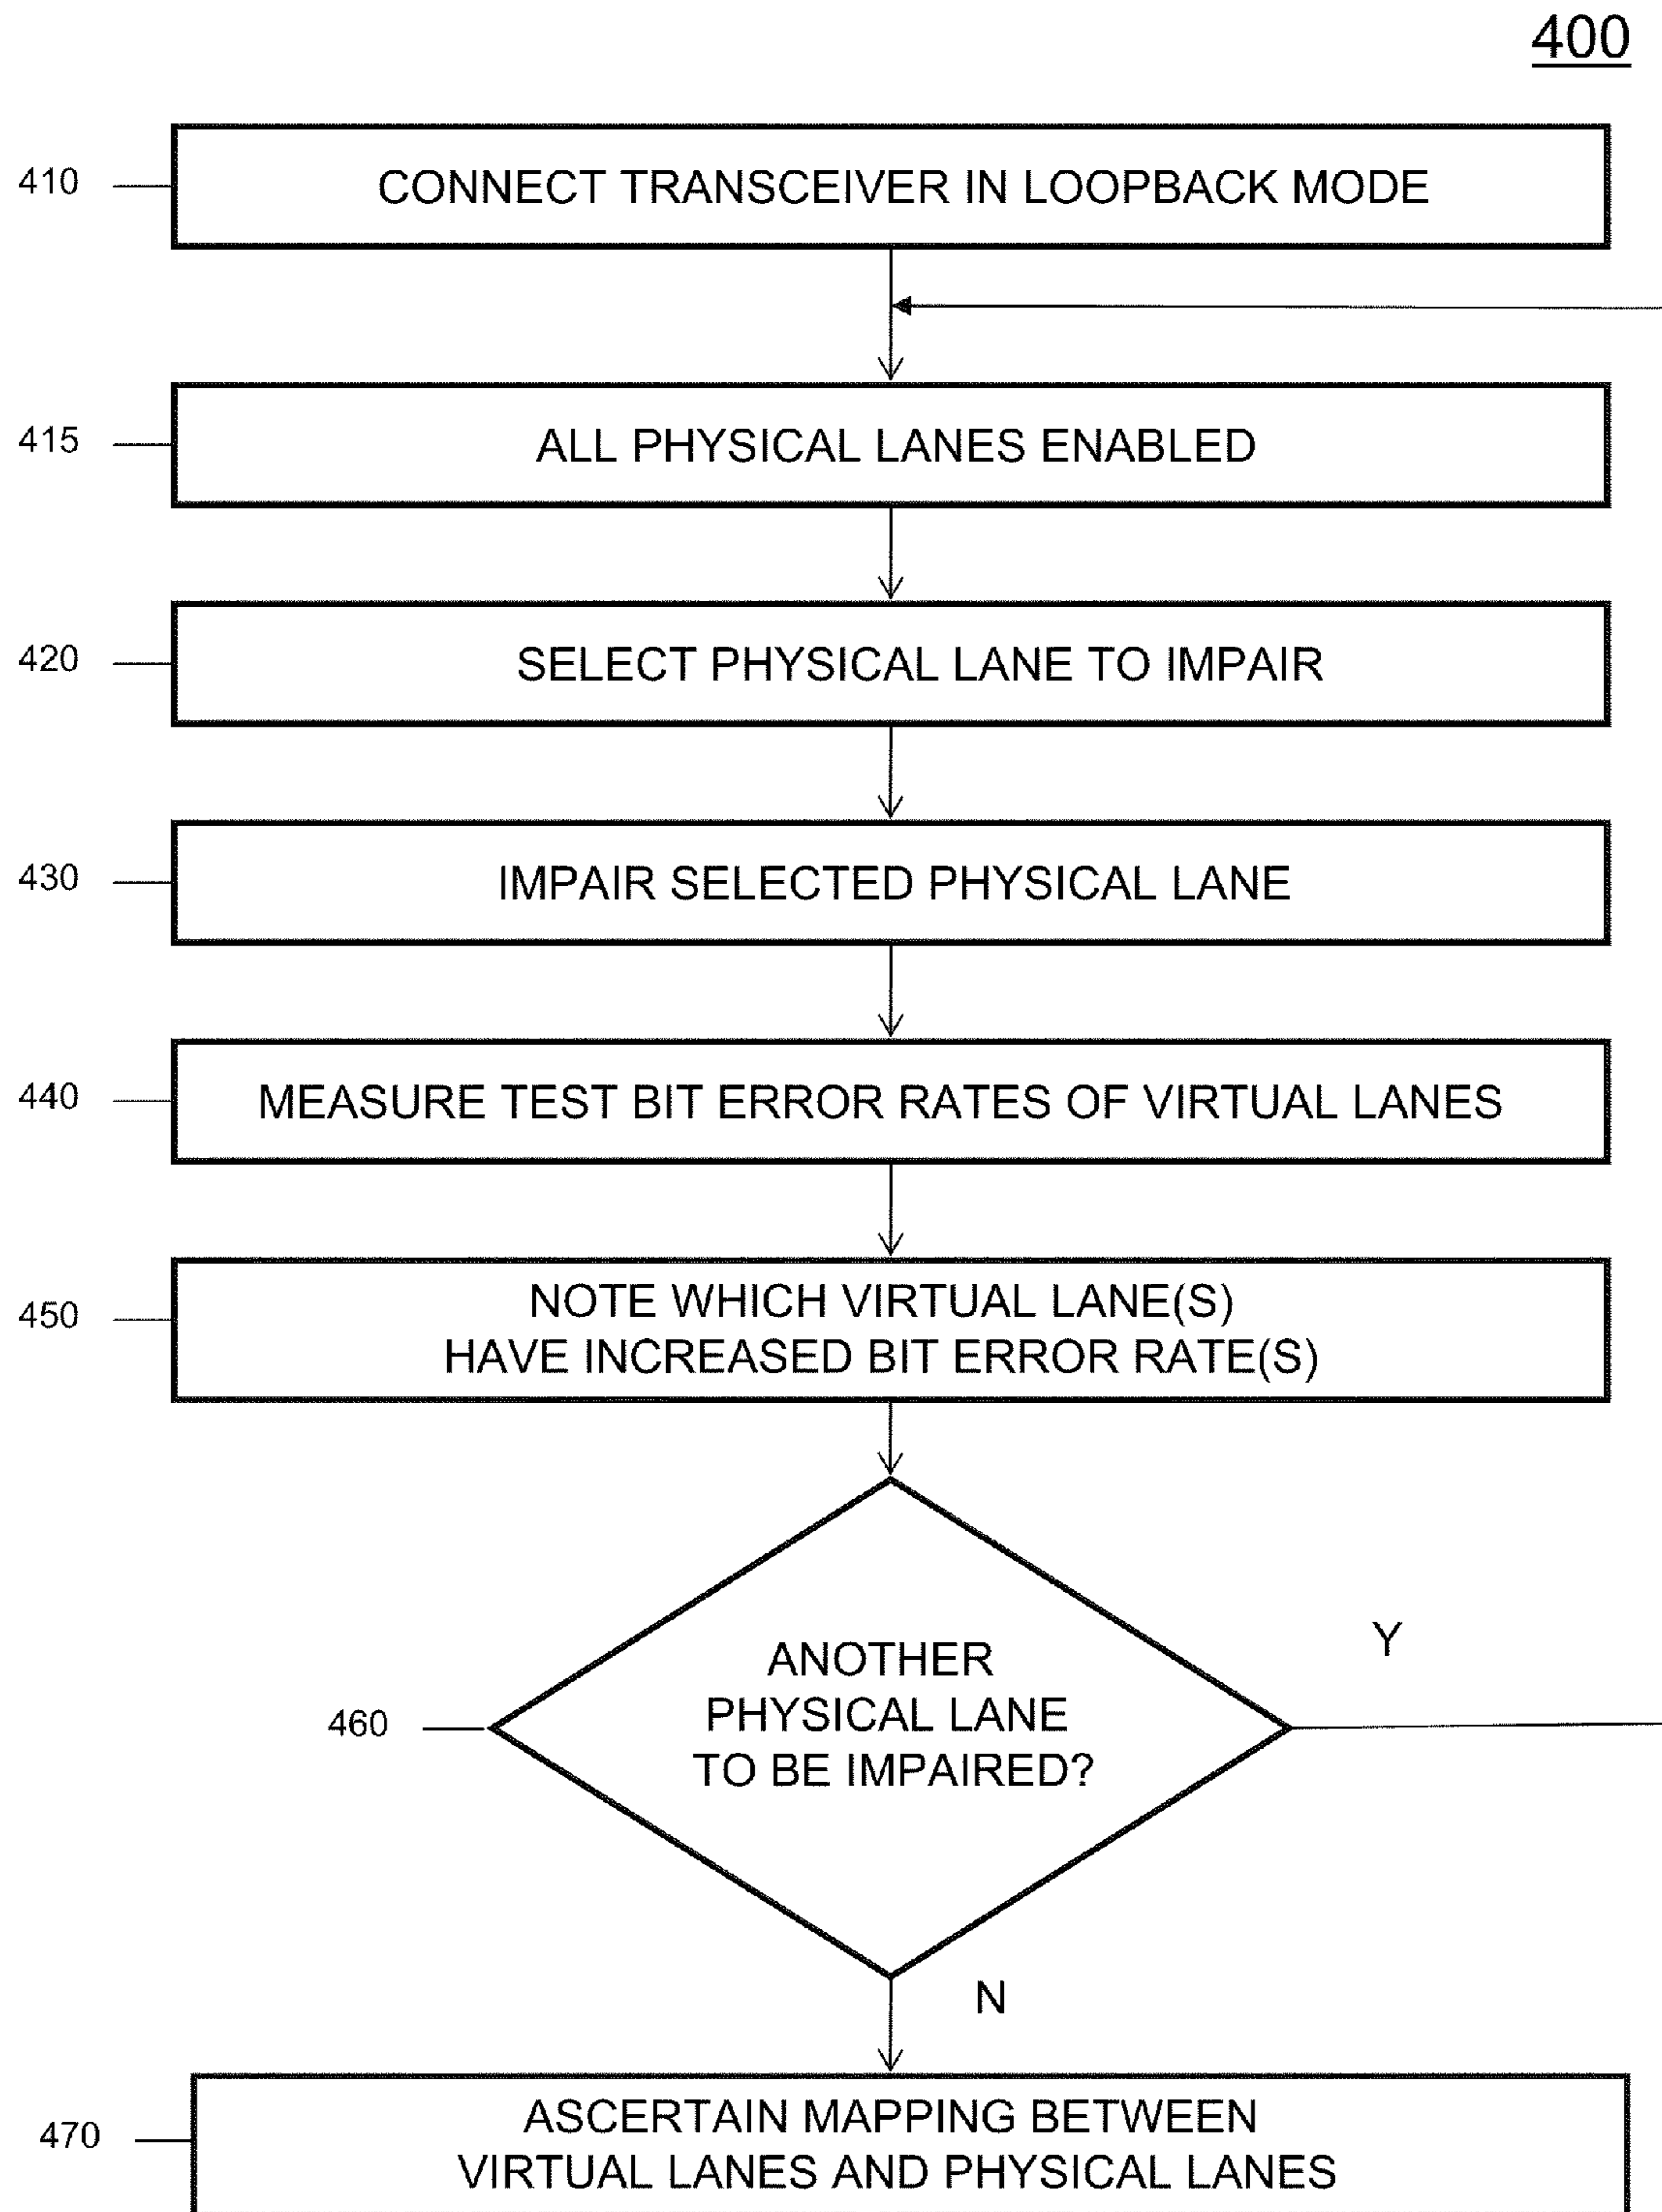 400
410
CONNECT TRANSCEIVER IN LOOPBACK MODE
415
ALL PHYSICAL LANES ENABLED
420
SELECT PHYSICAL LANE TO IMPAIR
430
IMPAIR SELECTED PHYSICAL LANE
440
MEASURE TEST BIT ERROR RATES OF VIRTUAL LANES
450
NOTE WHICH VIRTUAL LANE(S)
HAVE INCREASED BIT ERROR RATE(S)
460
ANOTHER
PHYSICAL LANE
TO BE IMPAIRED?
Y
N
470
ASCERTAIN MAPPING BETWEEN
VIRTUAL LANES AND PHYSICAL LANES